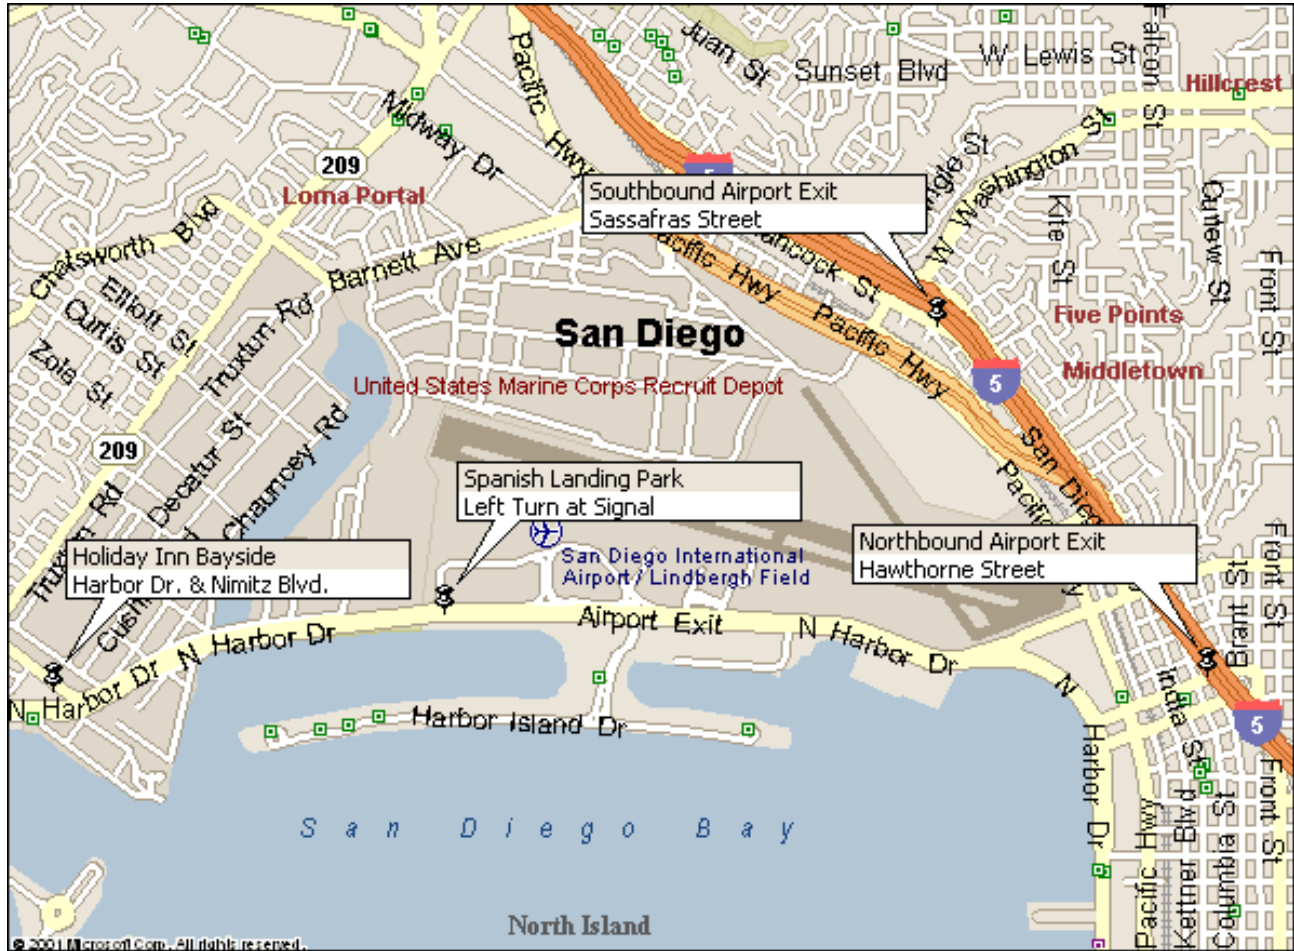 Juan St
Sunset Blvd
W Lewis St
Falcon St
Hillcrest
Pacific Hwy
Midway Dr
209
Loma Portal
5
Southbound Airport Exit
Sassafras Street
W Washington St
Kite St
Curlew St
Front St
Chatsworth Blvd
Barnett Ave
Pacific Hwy
Pacific Hwy
Hancock St
Elliott St
Curtis St
Zola St
Truxtun Rd
San Diego
Five Points
Middletown
5
United States Marine Corps Recruit Depot
209
Decatur St
Chauncey Rd
Truxtun Rd
Spanish Landing Park
Left Turn at Signal
San Diego International
Airport / Lindbergh Field
Northbound Airport Exit
Hawthorne Street
Holiday Inn Bayside
Harbor Dr. & Nimitz Blvd.
Front St
Brant St
N Harbor Dr
N Harbor Dr
Airport Exit
N Harbor Dr
N Harbor Dr
Harbor Island Dr
India St
5
San Diego Bay
Pacific Hwy
Kettner Blvd
Columbia St
Front St
North Island
© 2001 Microsoft Corp. All rights reserved.